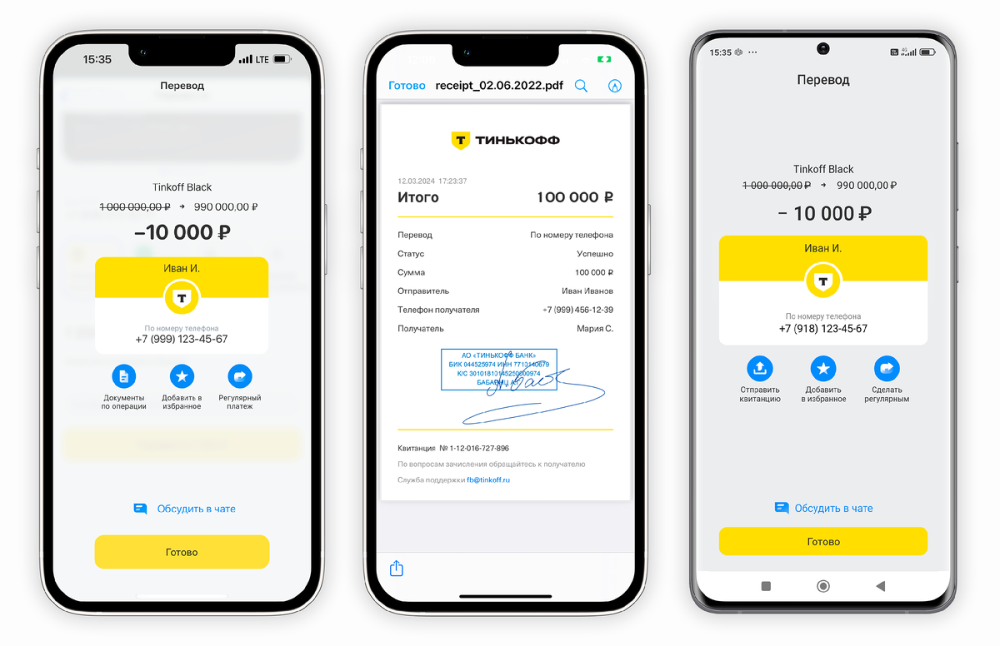 15:35
LTE
Перевод
Tinkoff Black
1 000 000,00 ₽ → 990 000,00 ₽
–10 000 ₽
Иван И.
Т
По номеру телефона
+7 (999) 123-45-67
Документы
по операции
Добавить в
избранное
Регулярный
платеж
Обсудить в чате
Готово
Готово receipt_02.06.2022.pdf
Т ТИНЬКОФФ
12.03.2024 17:23:37
Итого 100 000 ₽
Перевод По номеру телефона
Статус Успешно
Сумма 100 000 ₽
Отправитель Иван Иванов
Телефон получателя +7 (999) 456-12-39
Получатель Мария С.
АО «ТИНЬКОФФ БАНК»
БИК 044525974 ИНН 7710140679
К/С 30101810145250000974
Квитанция № 1-12-016-727-896
По вопросам зачисления обращайтесь к получателю
Служба поддержки fb@tinkoff.ru
15:35
4G
Перевод
Tinkoff Black
1 000 000,00 ₽ → 990 000,00 ₽
– 10 000 ₽
Иван И.
Т
По номеру телефона
+7 (918) 123-45-67
Отправить
квитанцию
Добавить
в избранное
Сделать
регулярным
Обсудить в чате
Готово